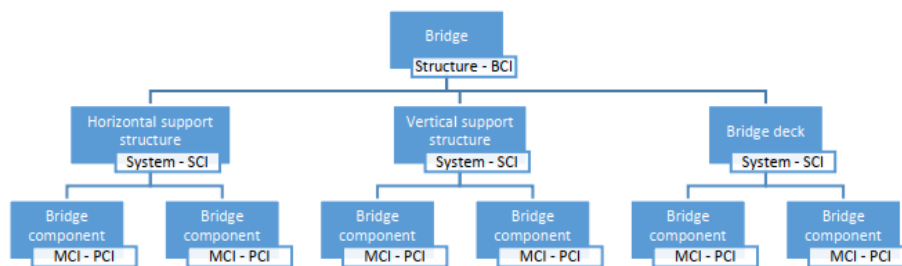 Bridge
Structure - BCI
Horizontal support
structure
System - SCI
Vertical support
structure
System - SCI
Bridge deck
System - SCI
Bridge
component
MCI - PCI
Bridge
component
MCI - PCI
Bridge
component
MCI - PCI
Bridge
component
MCI - PCI
Bridge
component
MCI - PCI
Bridge
component
MCI - PCI